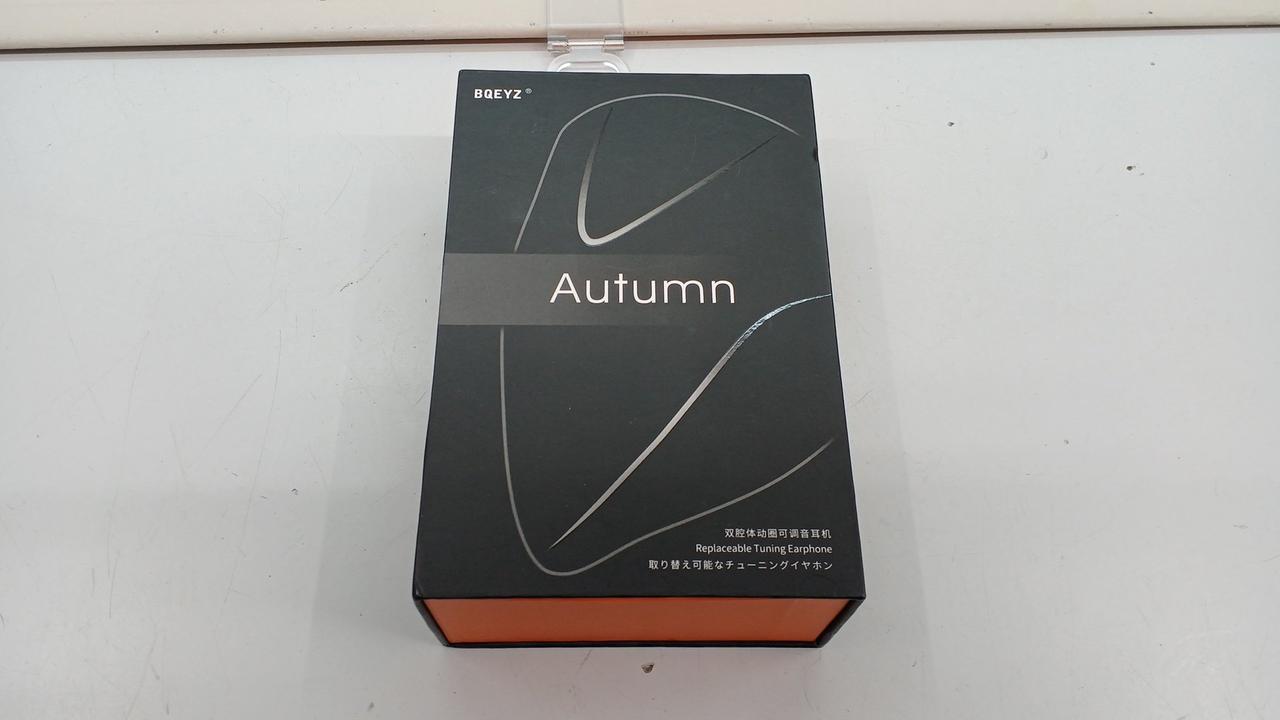 BQEYZ®
Autumn
双腔体动圈可调音耳机
Replaceable Tuning Earphone
取り替え可能なチューニングイヤホン